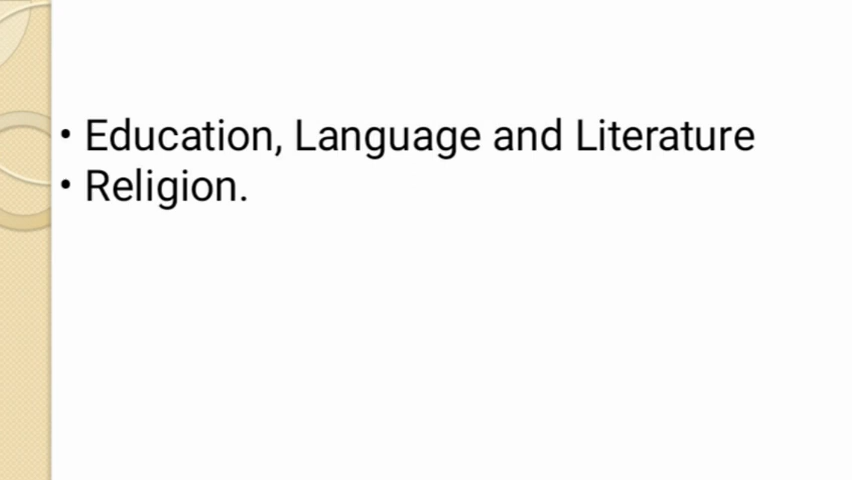 • Education, Language and Literature
• Religion.